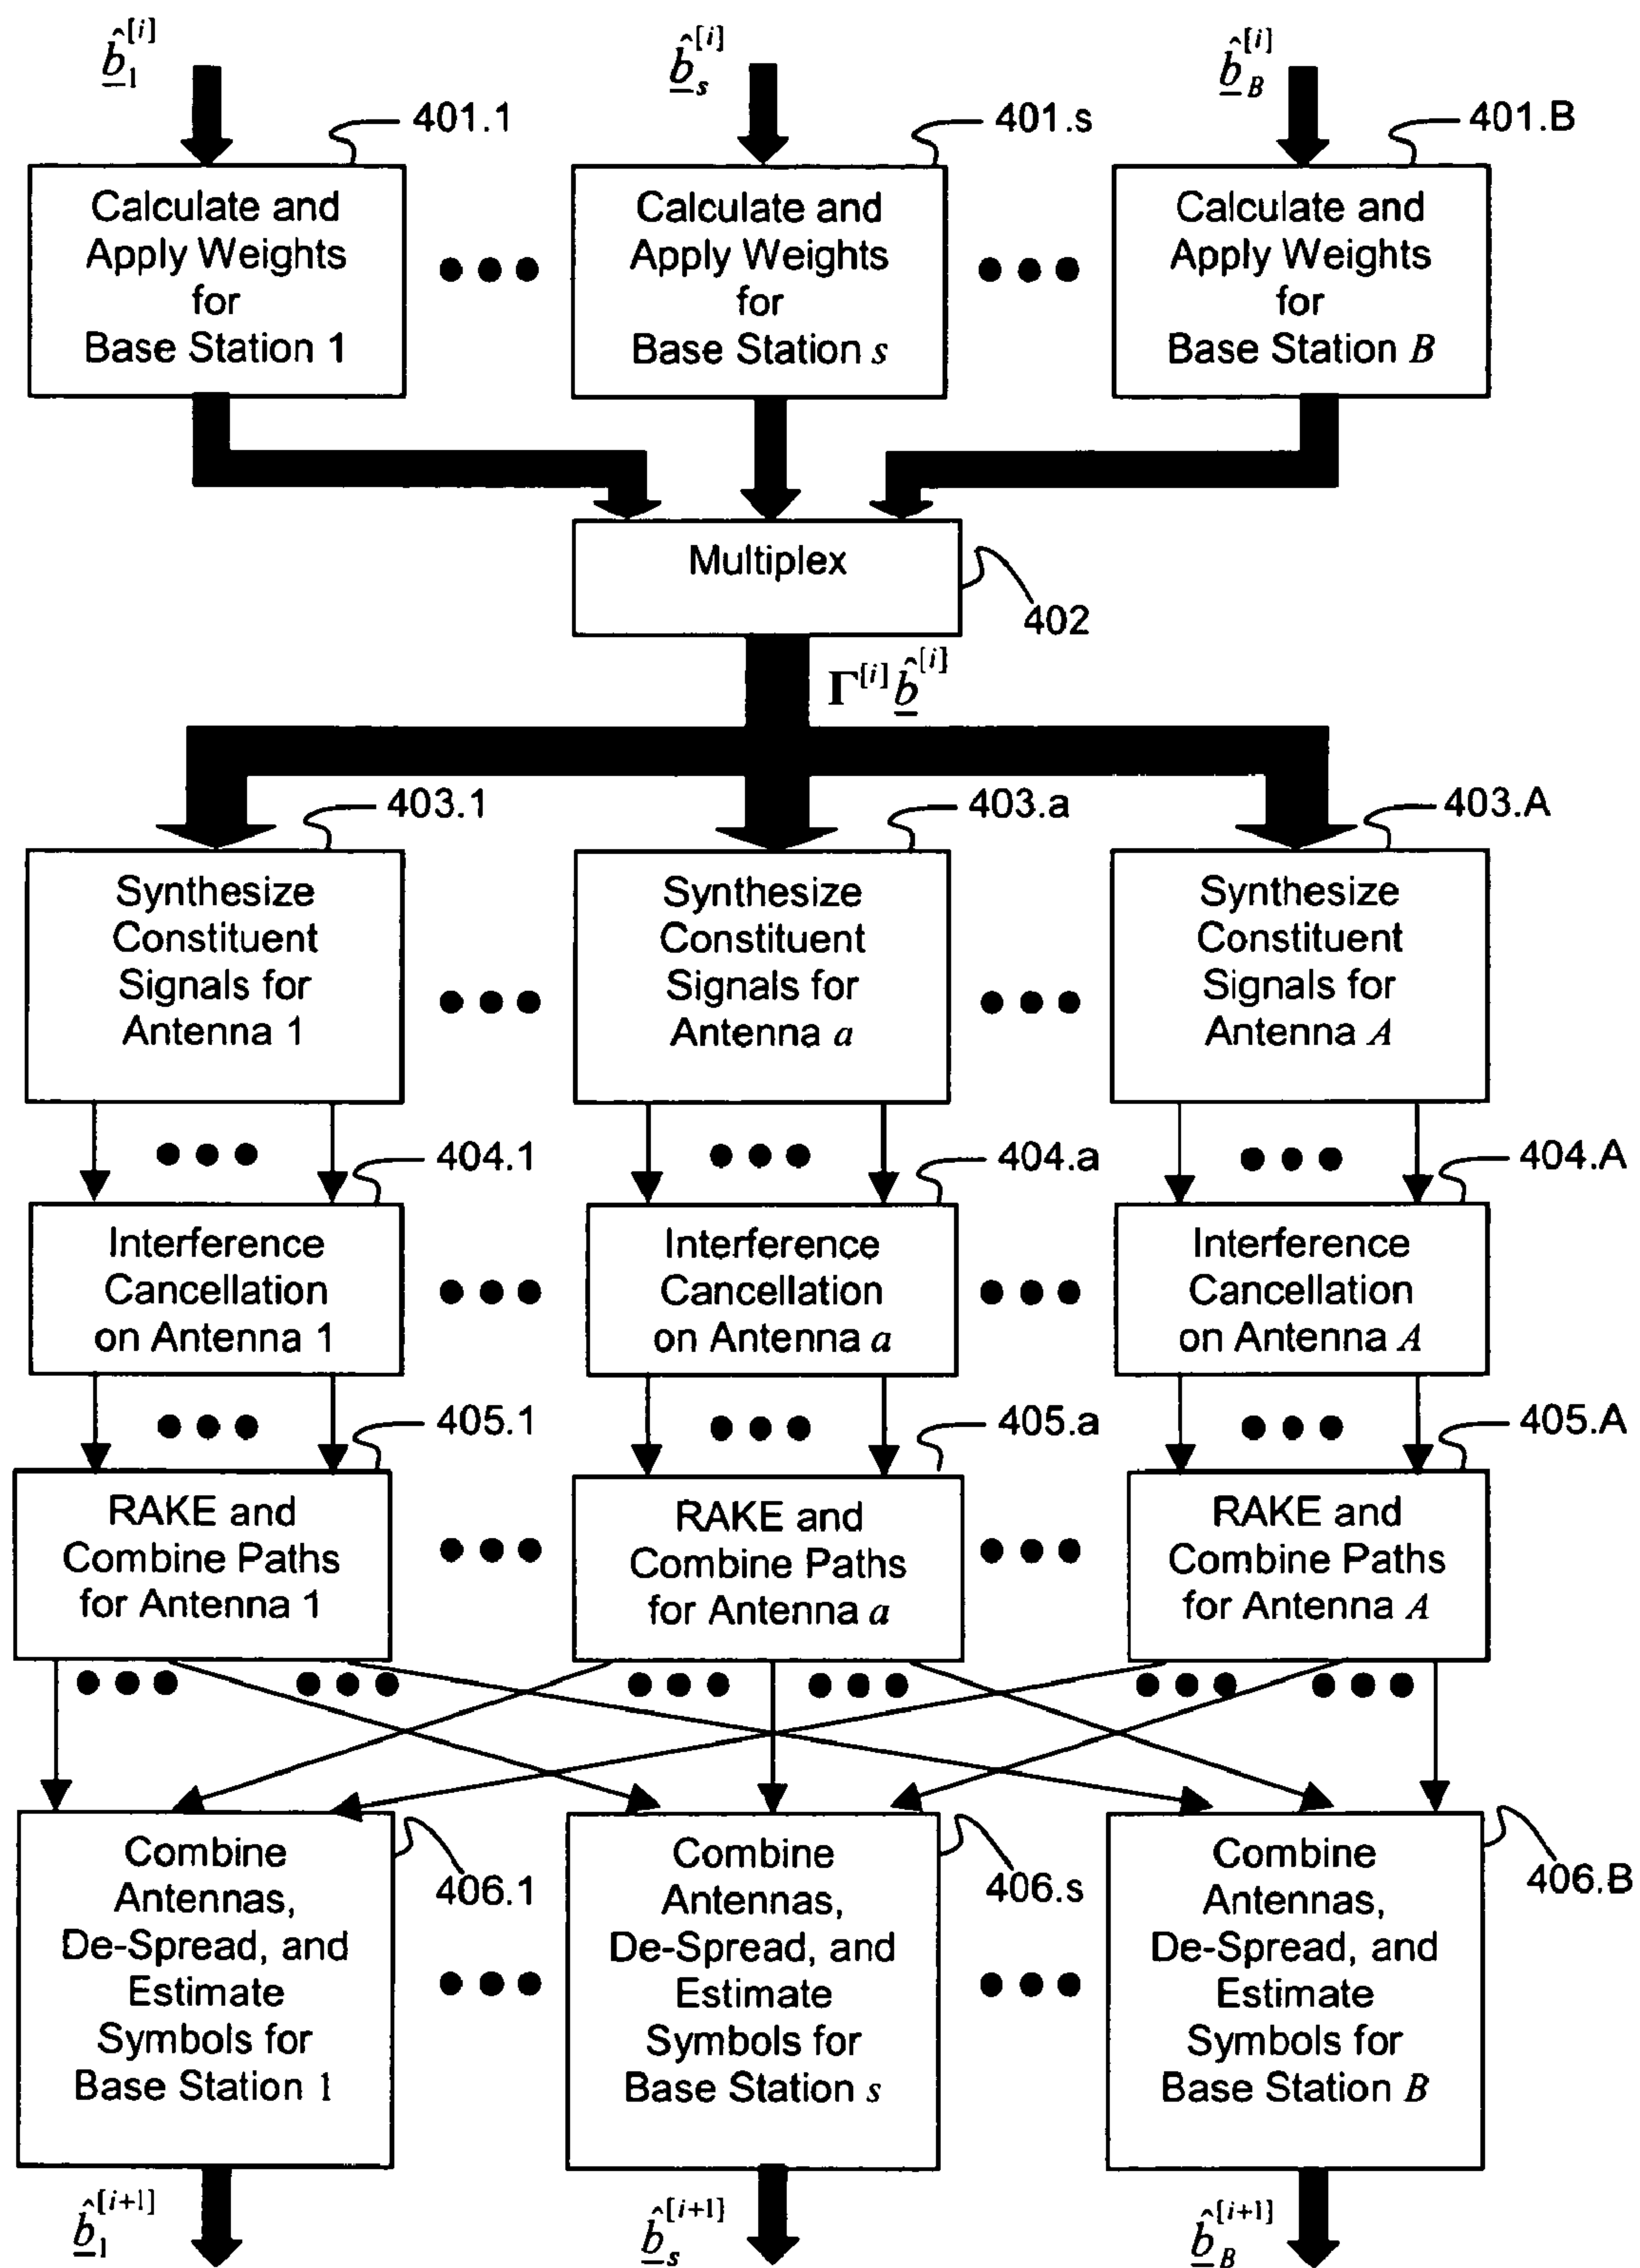 b̂₁^[i]
b̂ₛ^[i]
b̂_B^[i]
401.1
401.s
401.B
Calculate and
Apply Weights
for
Base Station 1
Calculate and
Apply Weights
for
Base Station s
Calculate and
Apply Weights
for
Base Station B
Multiplex
402
Γ^[i] b̂^[i]
403.1
403.a
403.A
Synthesize
Constituent
Signals for
Antenna 1
Synthesize
Constituent
Signals for
Antenna a
Synthesize
Constituent
Signals for
Antenna A
404.1
404.a
404.A
Interference
Cancellation
on Antenna 1
Interference
Cancellation
on Antenna a
Interference
Cancellation
on Antenna A
405.1
405.a
405.A
RAKE and
Combine Paths
for Antenna 1
RAKE and
Combine Paths
for Antenna a
RAKE and
Combine Paths
for Antenna A
Combine
Antennas,
De-Spread, and
Estimate
Symbols for
Base Station 1
406.1
Combine
Antennas,
De-Spread, and
Estimate
Symbols for
Base Station s
406.s
Combine
Antennas,
De-Spread, and
Estimate
Symbols for
Base Station B
406.B
b̂₁^[i+1]
b̂ₛ^[i+1]
b̂_B^[i+1]